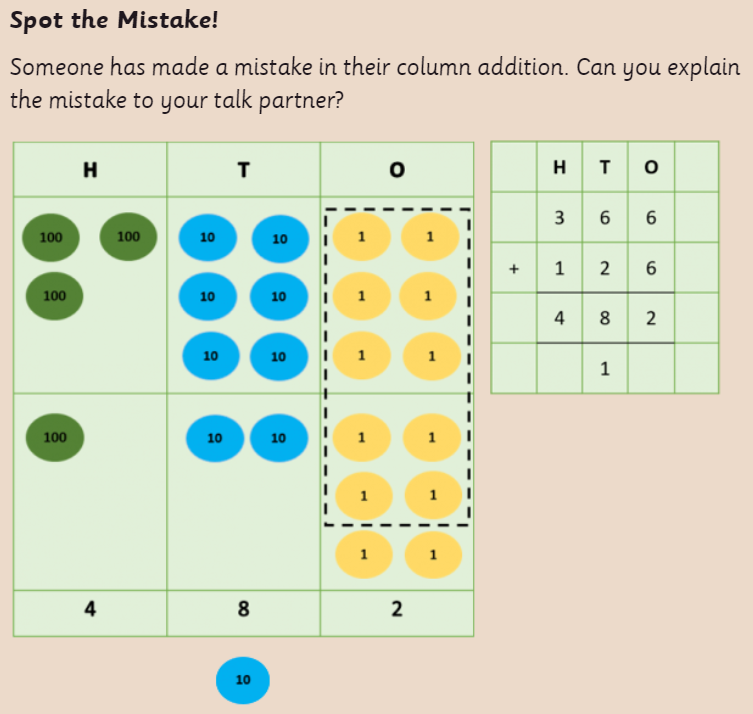 Spot the Mistake!
Someone has made a mistake in their column addition. Can you explain
the mistake to your talk partner?
H T O
100 100 10 10 1 1
100 10 10 1 1
10 10 1 1
100 10 10 1 1
1 1
1 1
4 8 2
10
H T O
3 6 6
+ 1 2 6
4 8 2
1